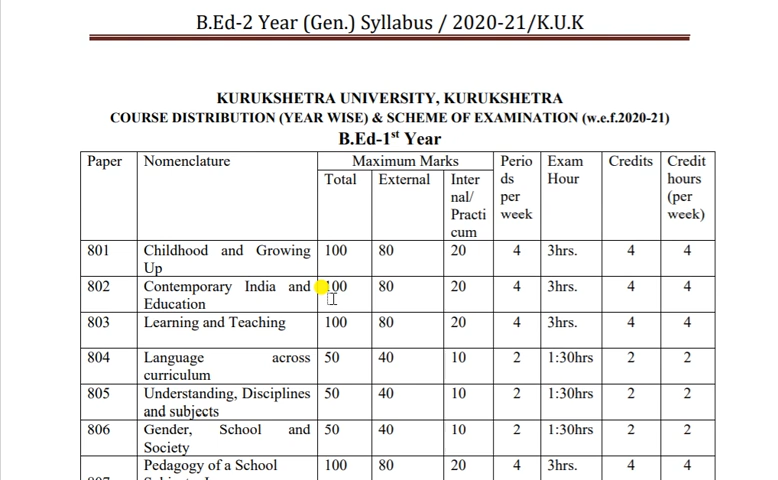 B.Ed-2 Year (Gen.) Syllabus / 2020-21/K.U.K
KURUKSHETRA UNIVERSITY, KURUKSHETRA
COURSE DISTRIBUTION (YEAR WISE) & SCHEME OF EXAMINATION (w.e.f.2020-21)
B.Ed-1st Year
Paper Nomenclature Maximum Marks Perio Exam Credits Credit
Total External Inter ds Hour hours
nal/ per (per
Practi week week)
cum
801 Childhood and Growing 100 80 20 4 3hrs. 4 4
Up
802 Contemporary India and 100 80 20 4 3hrs. 4 4
Education
803 Learning and Teaching 100 80 20 4 3hrs. 4 4
804 Language across 50 40 10 2 1:30hrs 2 2
curriculum
805 Understanding, Disciplines 50 40 10 2 1:30hrs 2 2
and subjects
806 Gender, School and 50 40 10 2 1:30hrs 2 2
Society
Pedagogy of a School 100 80 20 4 3hrs. 4 4